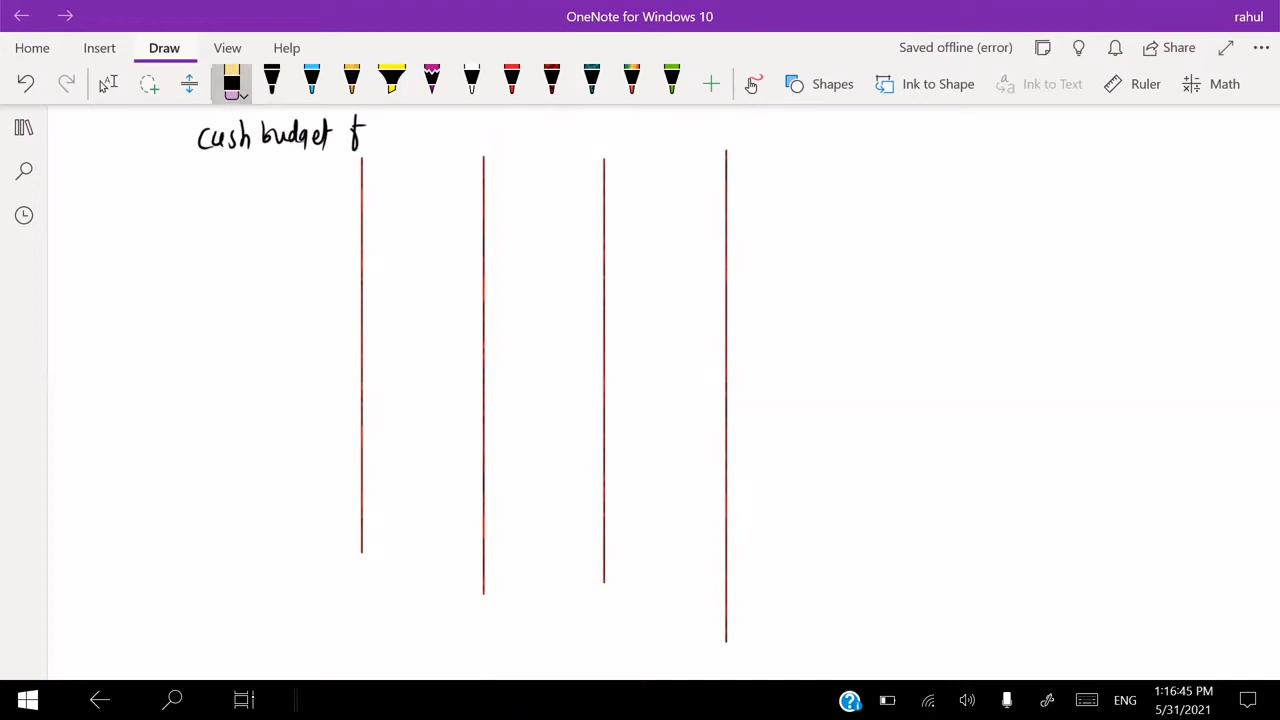 OneNote for Windows 10
rahul
Home Insert Draw View Help
Saved offline (error)
Share
Shapes
Ink to Shape
Ink to Text
Ruler
Math
cash budget f
ENG
1:16:45 PM
5/31/2021